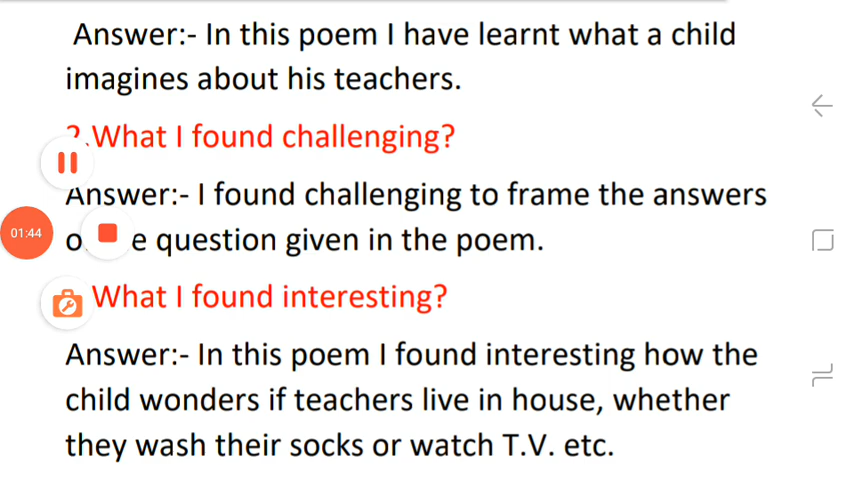 Answer:- In this poem I have learnt what a child
imagines about his teachers.
.What I found challenging?
Answer:- I found challenging to frame the answers
question given in the poem.
01:44
What I found interesting?
Answer:- In this poem I found interesting how the
child wonders if teachers live in house, whether
they wash their socks or watch T.V. etc.